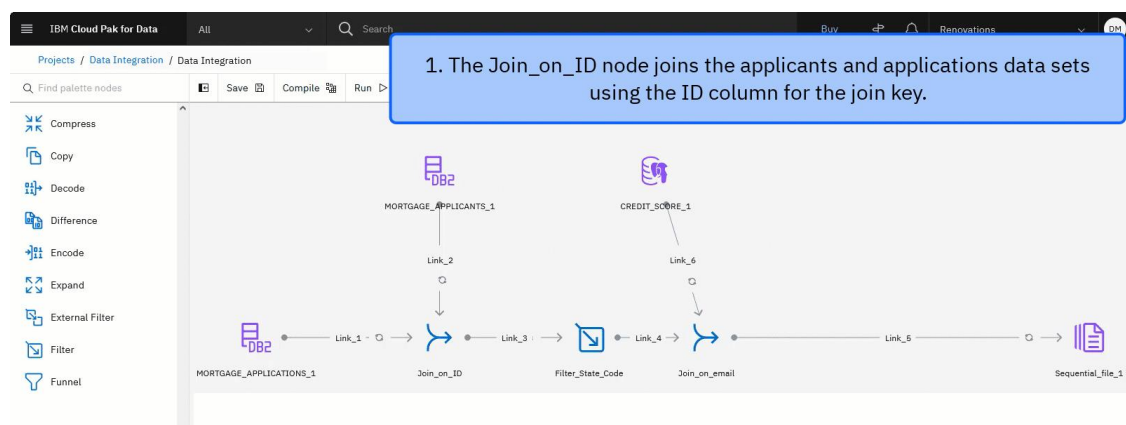 IBM Cloud Pak for Data All Search Buy Renovations DM
Projects / Data Integration / Data Integration
1. The Join_on_ID node joins the applicants and applications data sets
using the ID column for the join key.
Find palette nodes Save Compile Run
Compress
Copy
DB2
Decode
MORTGAGE_APPLICANTS_1 CREDIT_SCORE_1
Difference
Encode
Link_2 Link_6
Expand
External Filter
DB2 Link_1 Link_3 Link_4 Link_5
Filter
MORTGAGE_APPLICATIONS_1 Join_on_ID Filter_State_Code Join_on_email Sequential_file_1
Funnel